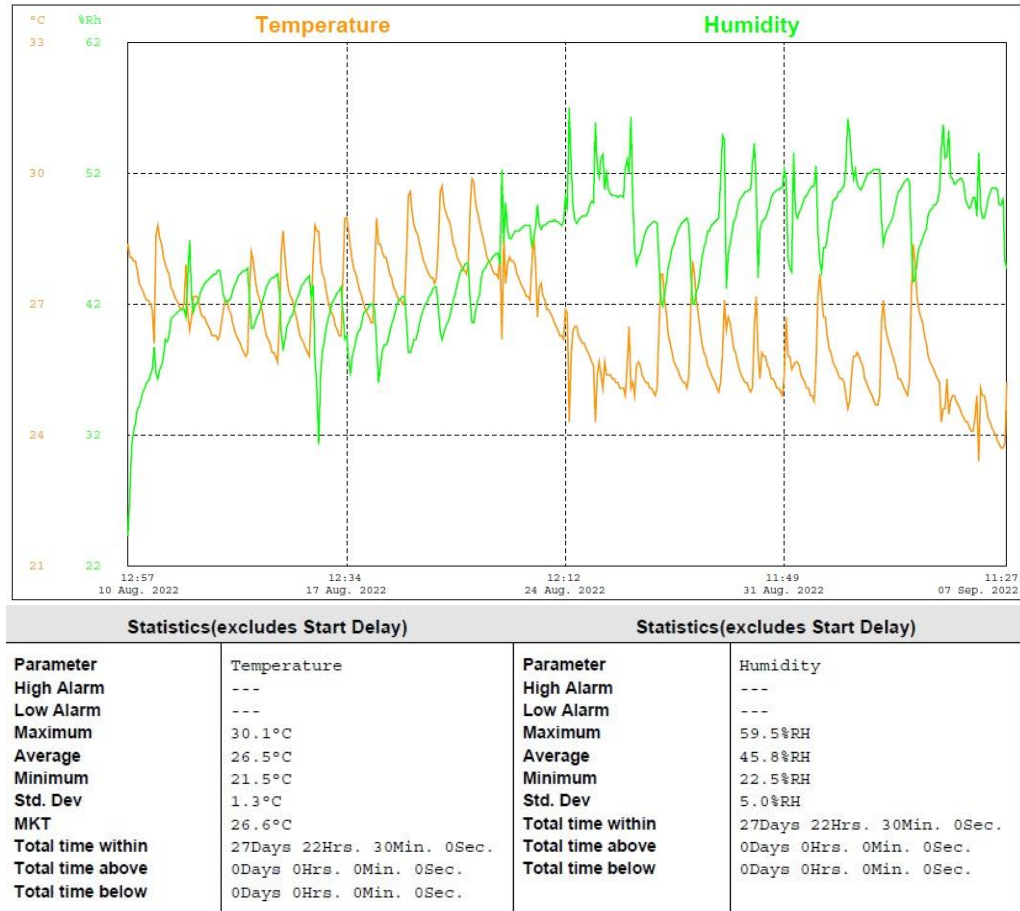 °C %Rh Temperature Humidity
33 62
30 52
27 42
24 32
21 22
12:57 12:34 12:12 11:49 11:27
10 Aug. 2022 17 Aug. 2022 24 Aug. 2022 31 Aug. 2022 07 Sep. 2022
Statistics(excludes Start Delay) Statistics(excludes Start Delay)
Parameter Temperature Parameter Humidity
High Alarm --- High Alarm ---
Low Alarm --- Low Alarm ---
Maximum 30.1°C Maximum 59.5%RH
Average 26.5°C Average 45.8%RH
Minimum 21.5°C Minimum 22.5%RH
Std. Dev 1.3°C Std. Dev 5.0%RH
MKT 26.6°C Total time within 27Days 22Hrs. 30Min. 0Sec.
Total time within 27Days 22Hrs. 30Min. 0Sec. Total time above 0Days 0Hrs. 0Min. 0Sec.
Total time above 0Days 0Hrs. 0Min. 0Sec. Total time below 0Days 0Hrs. 0Min. 0Sec.
Total time below 0Days 0Hrs. 0Min. 0Sec.